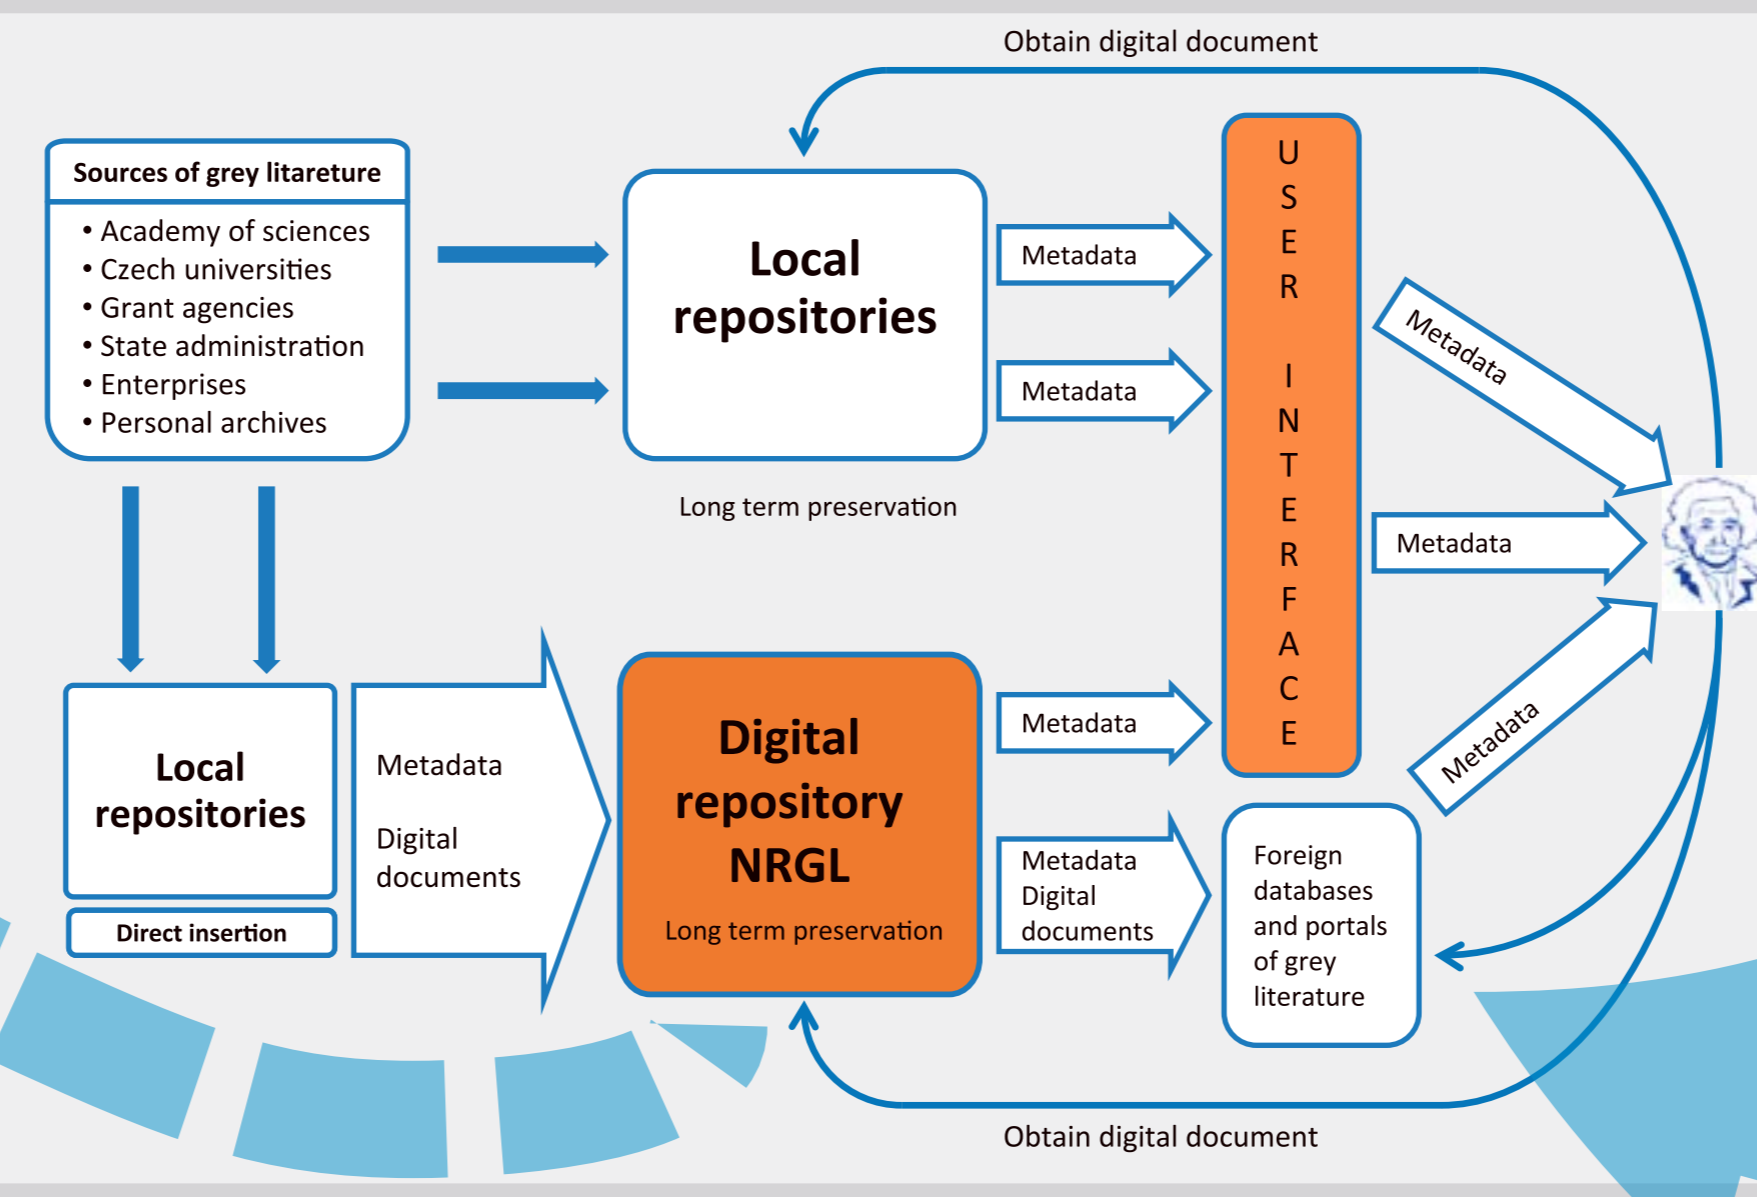 Obtain digital document
Sources of grey litareture
• Academy of sciences
• Czech universities
• Grant agencies
• State administration
• Enterprises
• Personal archives
Local
repositories
Long term preservation
Metadata
Metadata
USER INTERFACE
Metadata
Metadata
Metadata
Local
repositories
Direct insertion
Metadata
Digital
documents
Digital
repository
NRGL
Long term preservation
Metadata
Metadata
Digital
documents
Foreign
databases
and portals
of grey
literature
Obtain digital document